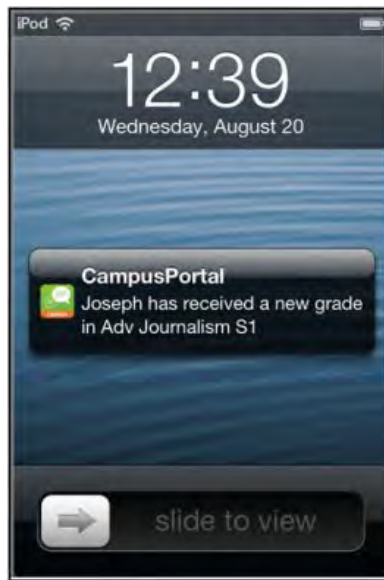 iPod
12:39
Wednesday, August 20
CampusPortal
Joseph has received a new grade
in Adv Journalism S1
slide to view